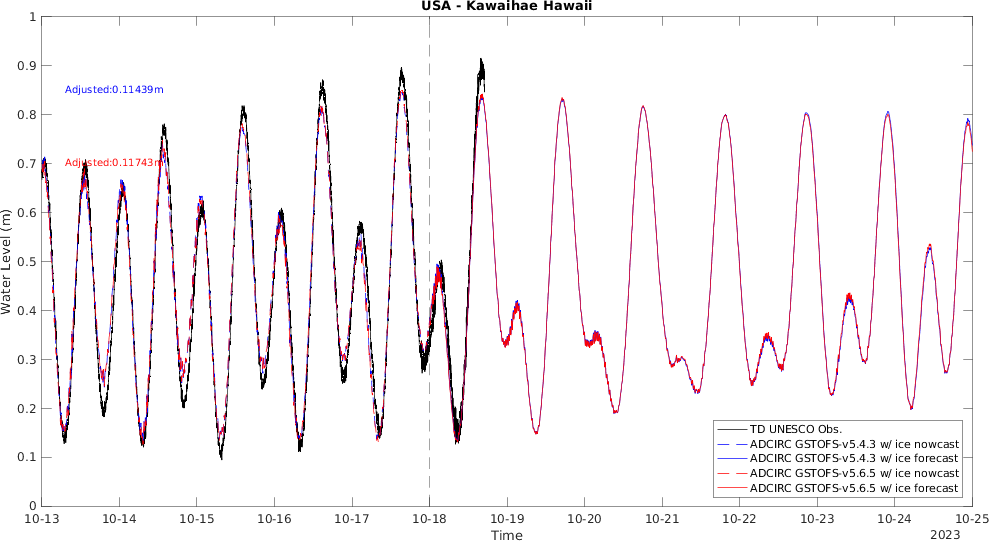 USA - Kawaihae Hawaii
1
0.9
0.8
0.7
0.6
0.5
0.4
0.3
0.2
0.1
0
Water Level (m)
Adjusted:0.11439m
Adjusted:0.11743m
TD UNESCO Obs.
ADCIRC GSTOFS-v5.4.3 w/ ice nowcast
ADCIRC GSTOFS-v5.4.3 w/ ice forecast
ADCIRC GSTOFS-v5.6.5 w/ ice nowcast
ADCIRC GSTOFS-v5.6.5 w/ ice forecast
10-13 10-14 10-15 10-16 10-17 10-18 10-19 10-20 10-21 10-22 10-23 10-24 10-25
Time
2023